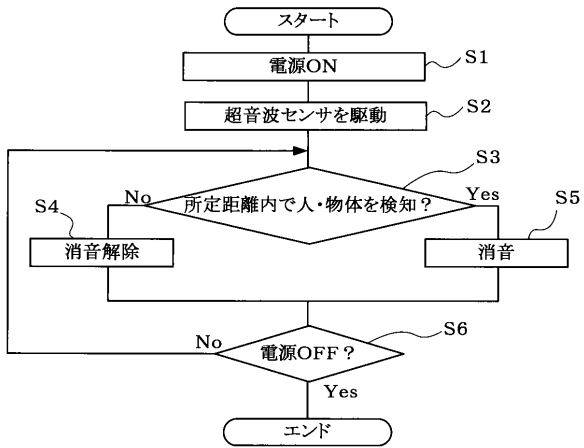 スタート
電源ON
S1
超音波センサを駆動
S2
S3
No
所定距離内で人・物体を検知？
Yes
S4
消音解除
S5
消音
S6
No
電源OFF？
Yes
エンド